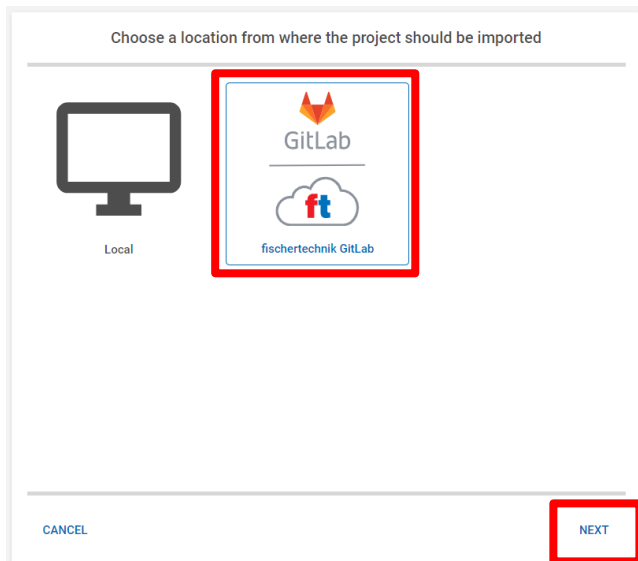 Choose a location from where the project should be imported
GitLab
ft
Local
fischertechnik GitLab
CANCEL
NEXT